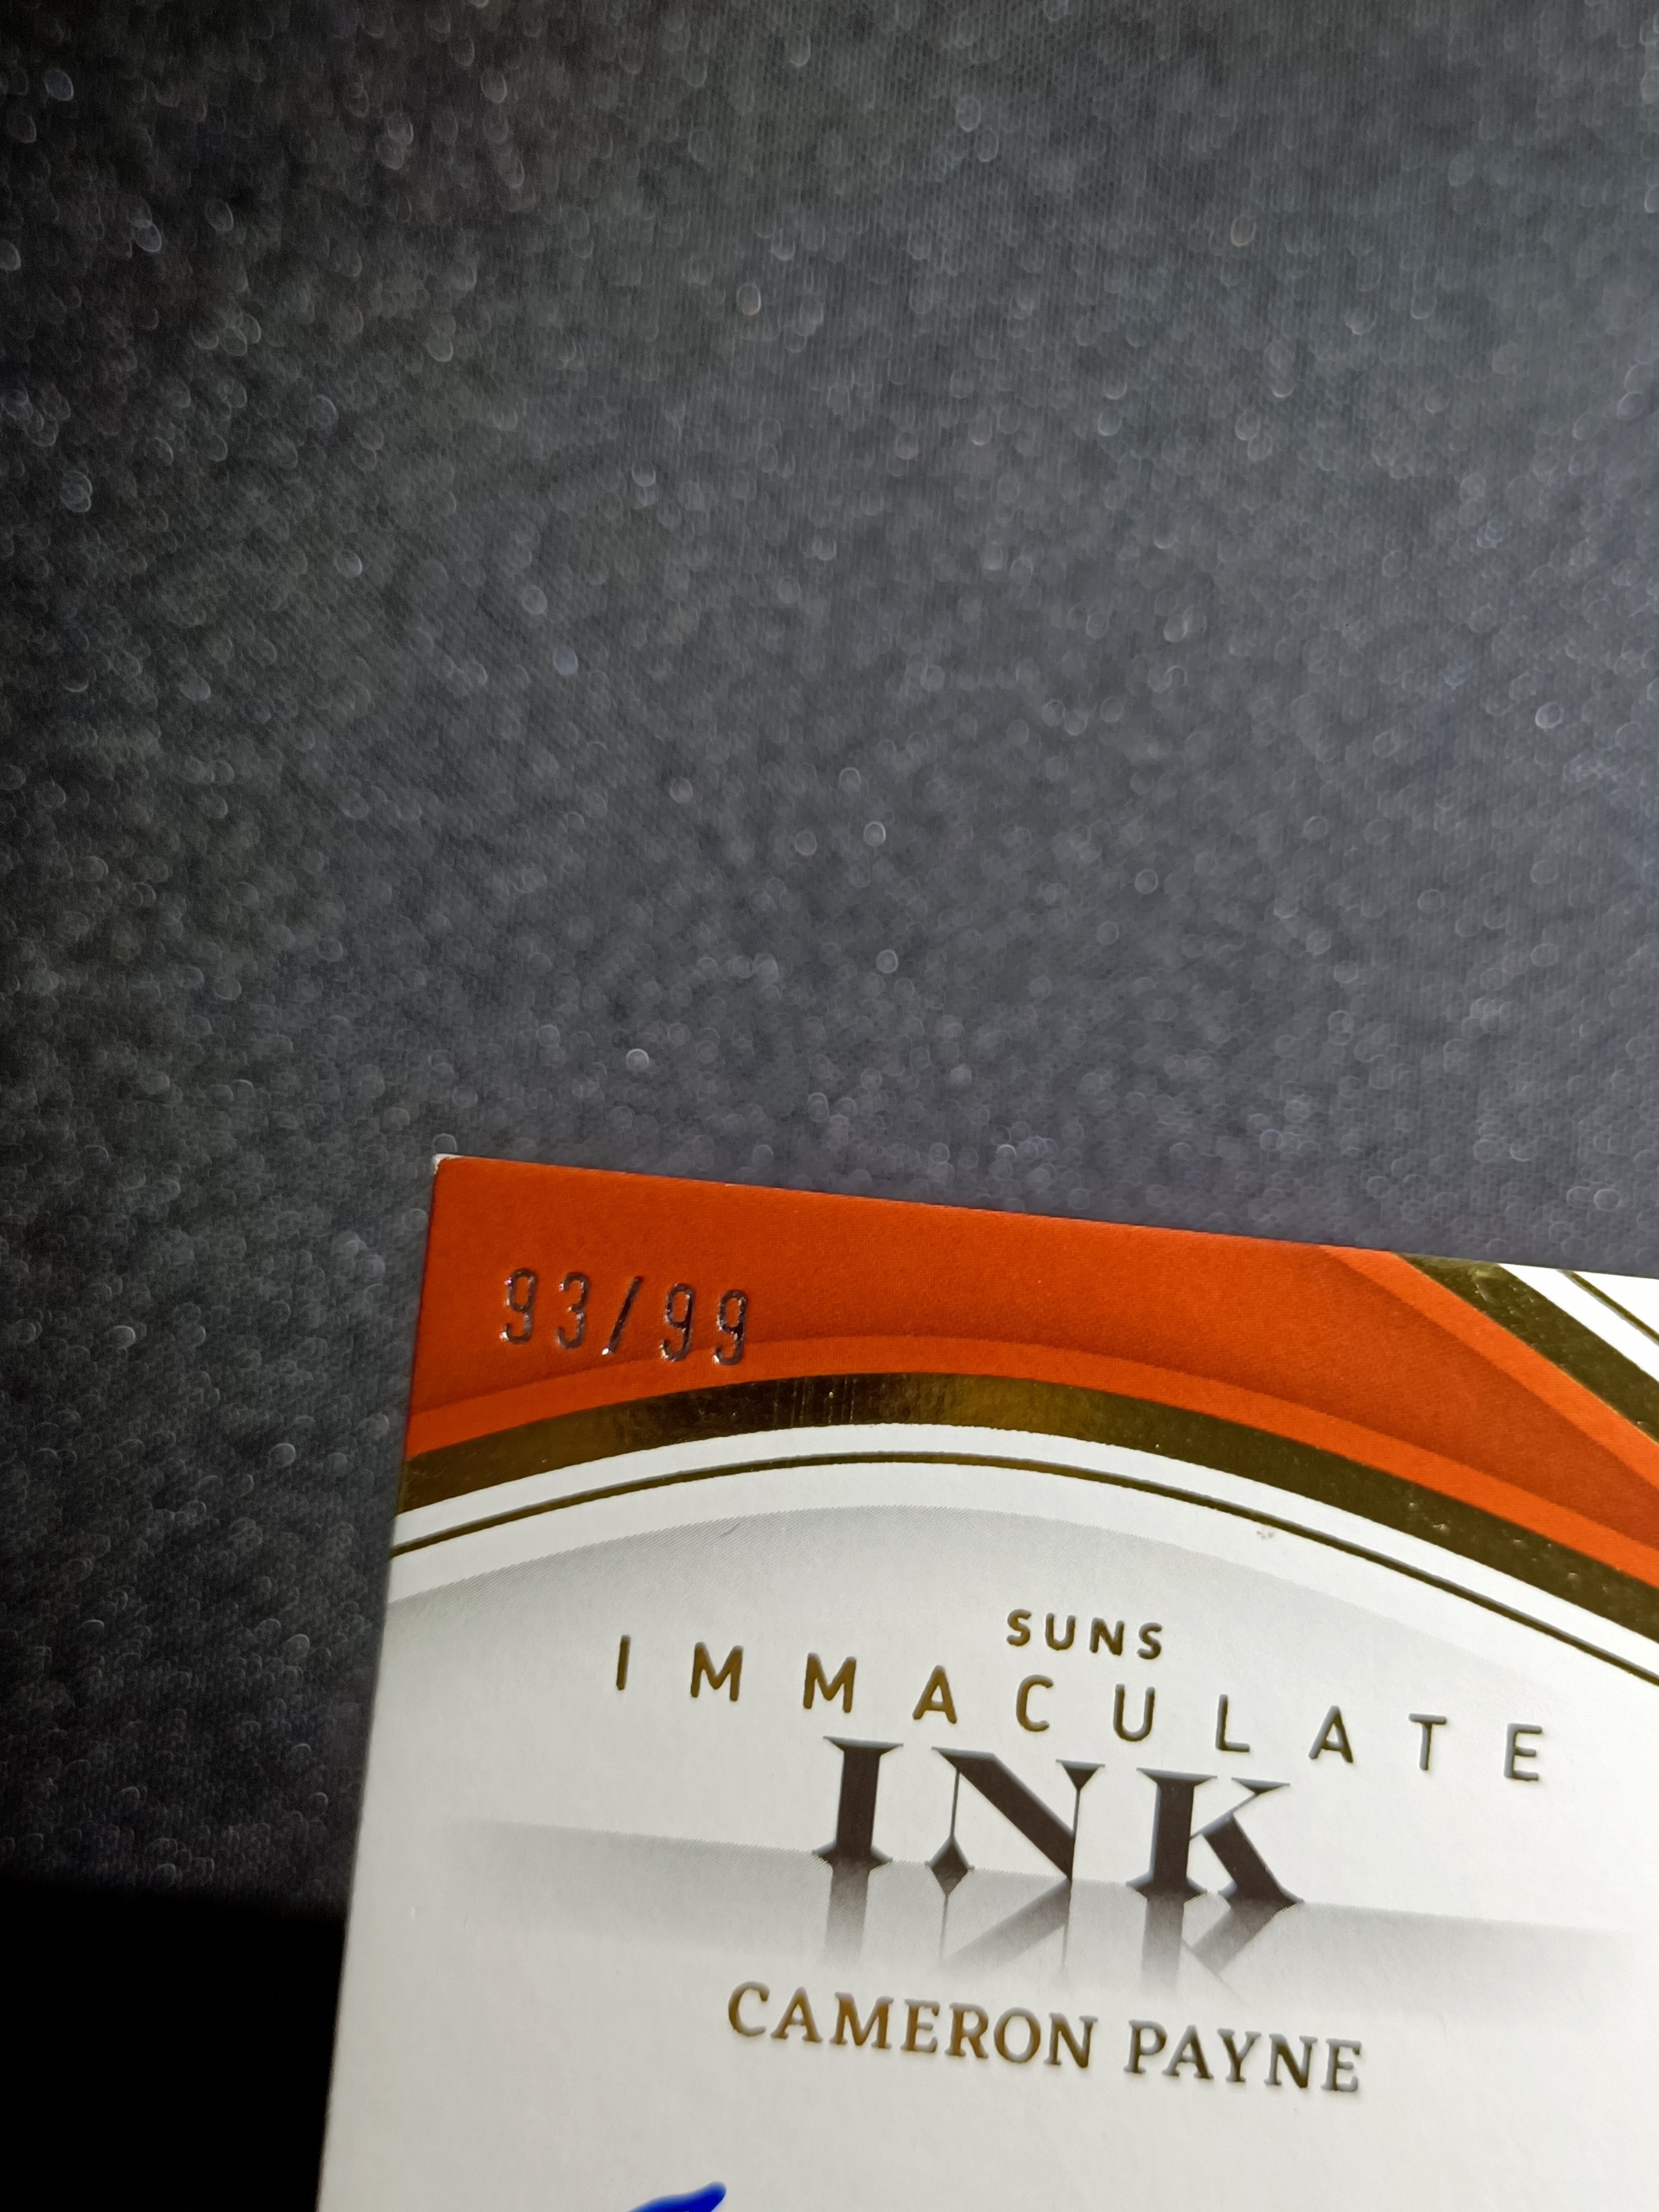 93/99
SUNS
IMMACULATE
INK
CAMERON PAYNE